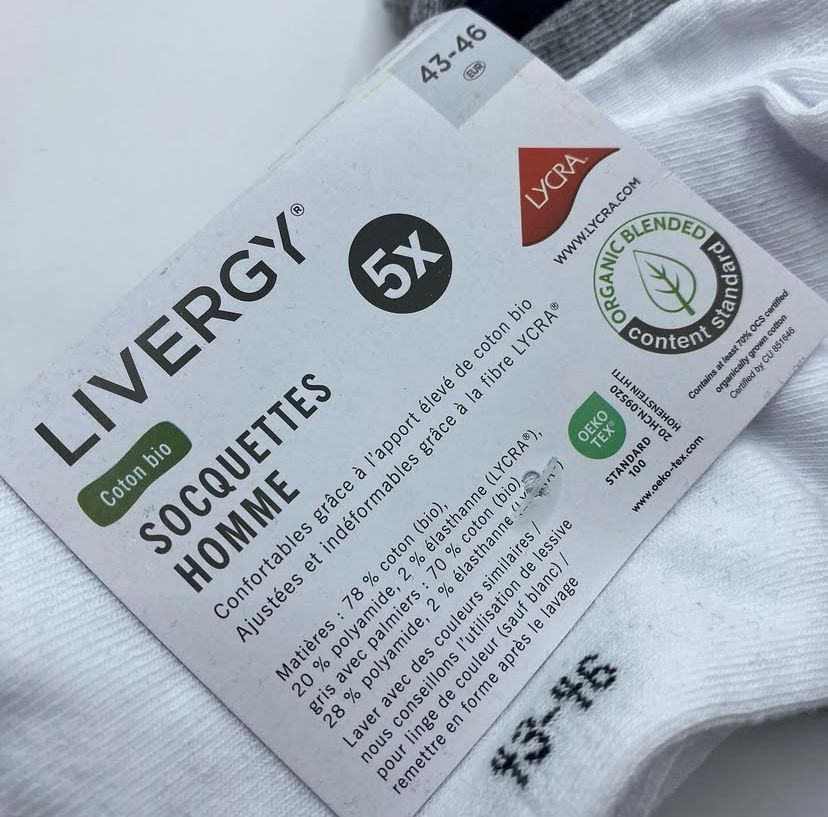 43-46
EUR
LYCRA
WWW.LYCRA.COM
LIVERGY®
5x
ORGANIC BLENDED
content standard
Contains at least 70% OCS certified
organically grown cotton
Certified by CU 851646
Coton bio
SOCQUETTES
HOMME
Confortables grâce à l'apport élevé de coton bio
Ajustées et indéformables grâce à la fibre LYCRA®
OEKO
TEX®
STANDARD
100
20.HCN.09520
HOHENSTEIN HTTI
www.oeko-tex.com
Matières : 78 % coton (bio),
20 % polyamide, 2 % élasthanne (LYCRA®),
gris avec palmiers : 70 % coton (bio),
28 % polyamide, 2 % élasthanne
Laver avec des couleurs similaires /
nous conseillons l'utilisation de lessive
pour linge de couleur (sauf blanc) /
remettre en forme après le lavage
43-46